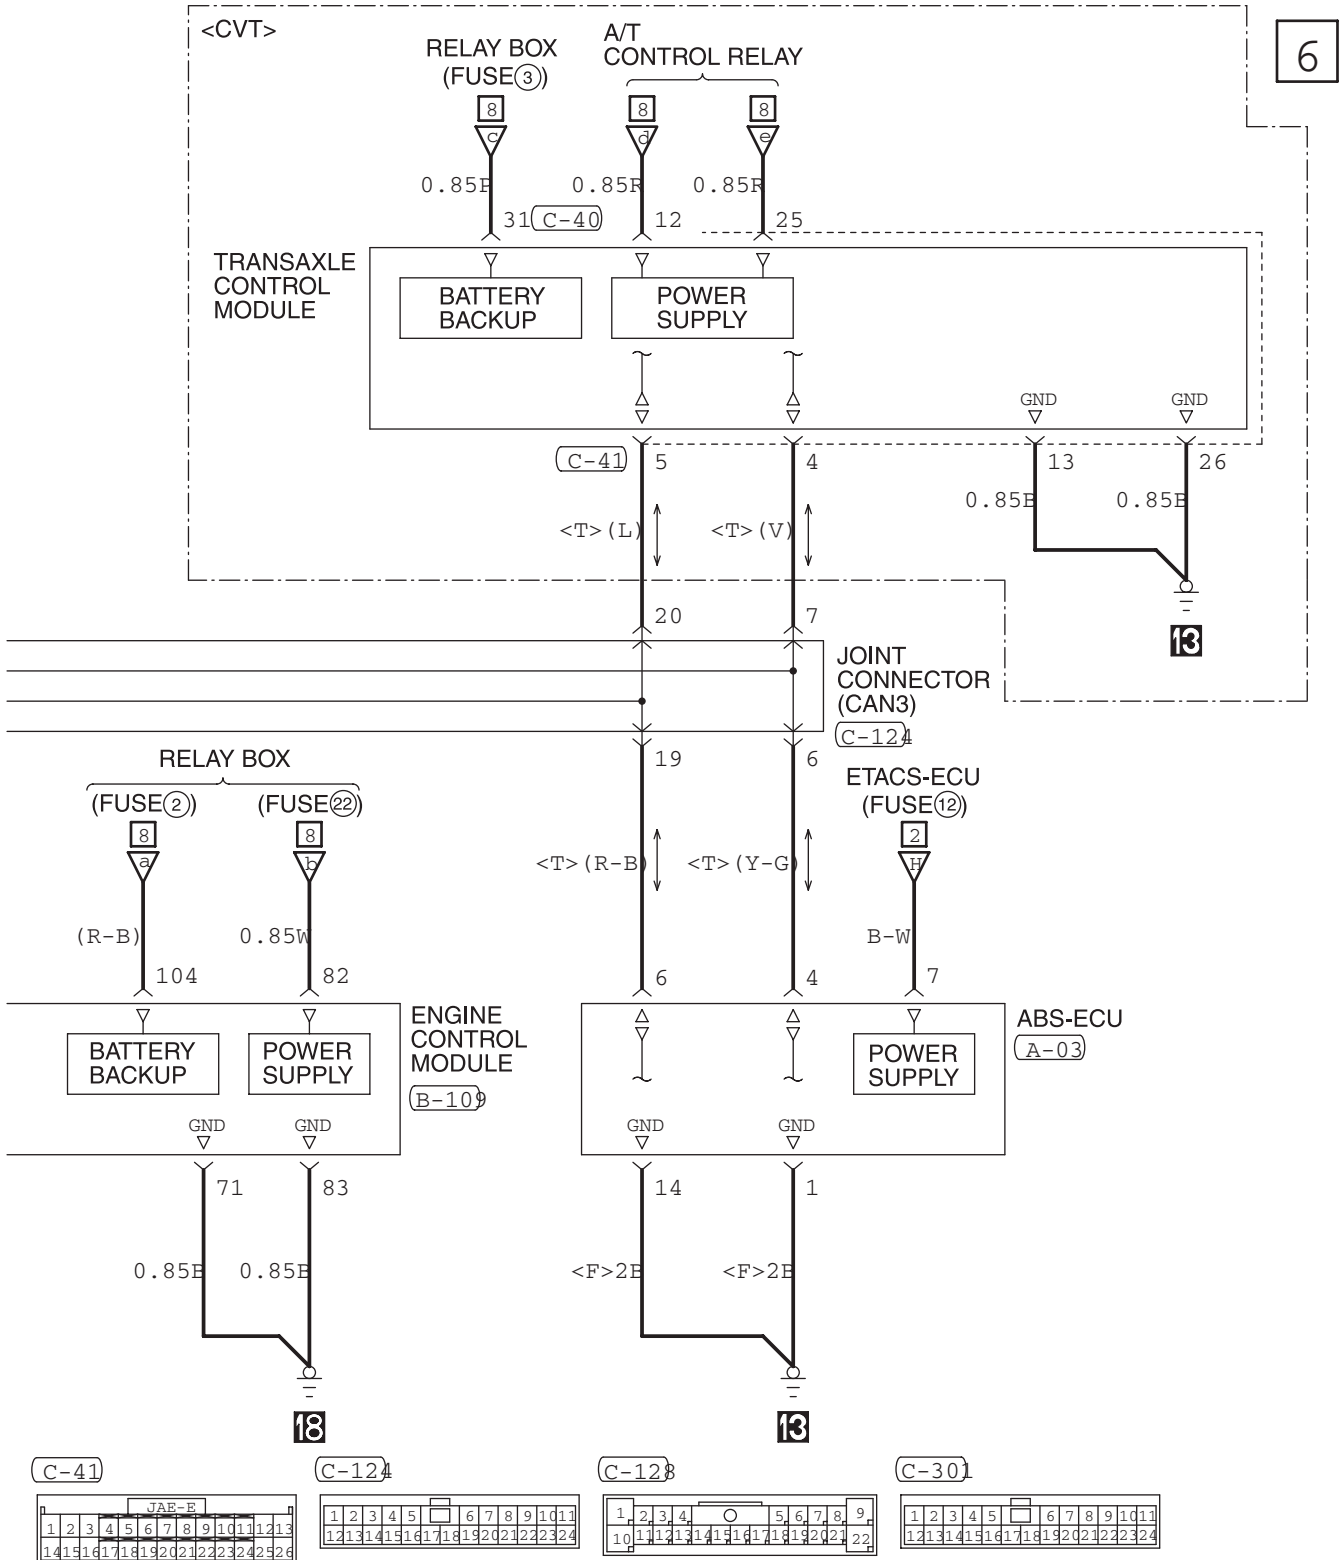 <CVT>
6
RELAY BOX
(FUSE③)
A/T
CONTROL RELAY
8 8 8
c d e
0.85P 0.85R 0.85R
31 C-40 12 25
TRANSAXLE
CONTROL
MODULE
BATTERY
BACKUP
POWER
SUPPLY
GND GND
C-41 5 4 13 26
0.85B 0.85B
<T>(L) <T>(V)
20 7
13
JOINT
CONNECTOR
(CAN3)
C-124
19 6
RELAY BOX
(FUSE②) (FUSE㉒)
ETACS-ECU
(FUSE⑫)
8 8 2
a b H
<T>(R-B) <T>(Y-G)
(R-B) 0.85W B-W
104 82 6 4 7
ENGINE
CONTROL
MODULE
B-109
BATTERY
BACKUP
POWER
SUPPLY
ABS-ECU
A-03
POWER
SUPPLY
GND GND GND GND
71 83 14 1
0.85B 0.85B <F>2B <F>2B
18 13
C-41 C-124 C-128 C-301
JAE-E
1 2 3 4 5 6 7 8 9 10 11 12 13
14 15 16 17 18 19 20 21 22 23 24 25 26
1 2 3 4 5 6 7 8 9 10 11
12 13 14 15 16 17 18 19 20 21 22 23 24
1 2 3 4 5 6 7 8 9
10 11 12 13 14 15 16 17 18 19 20 21 22
1 2 3 4 5 6 7 8 9 10 11
12 13 14 15 16 17 18 19 20 21 22 23 24